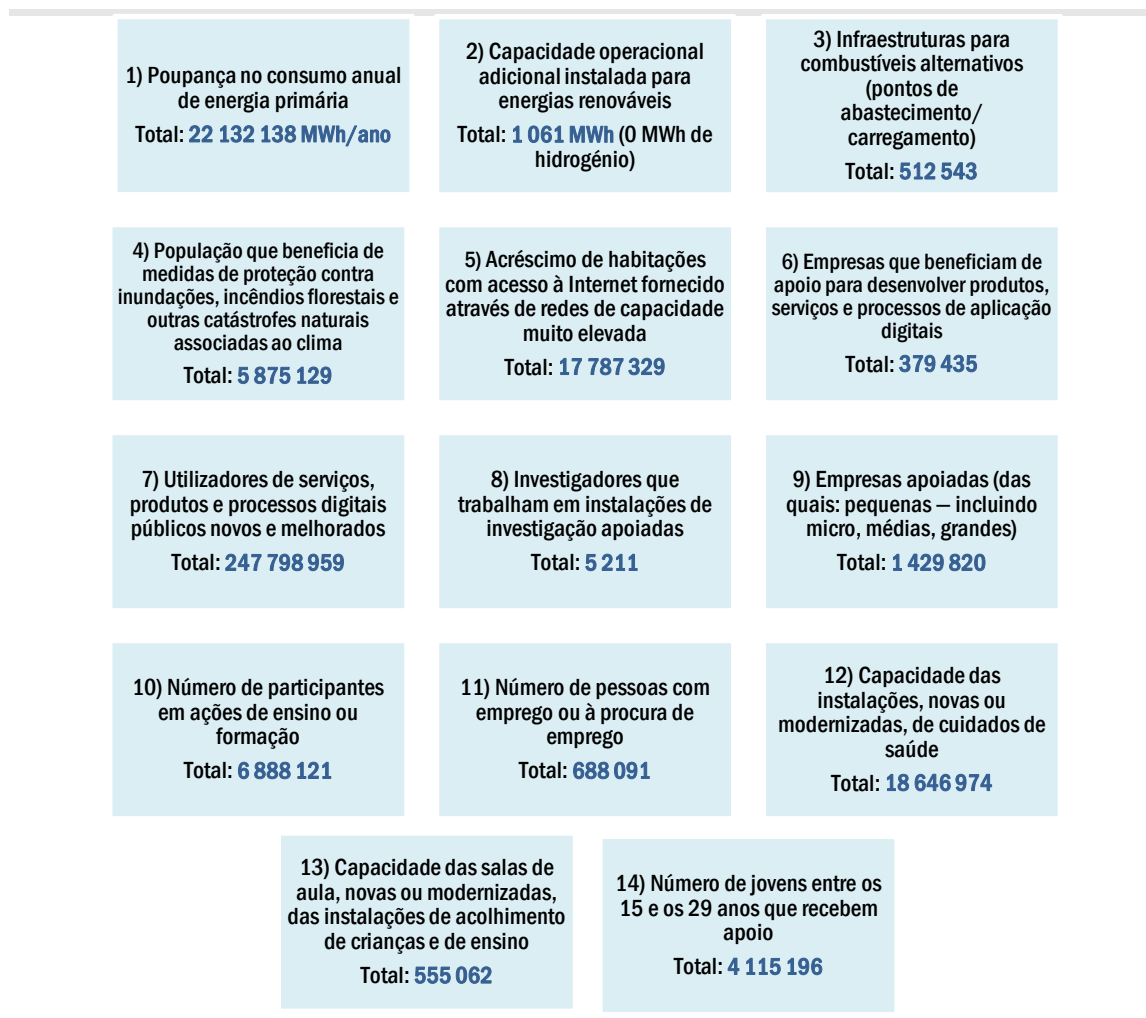 1) Poupança no consumo anual
de energia primária
Total: 22 132 138 MWh/ano
2) Capacidade operacional
adicional instalada para
energias renováveis
Total: 1 061 MWh (0 MWh de
hidrogénio)
3) Infraestruturas para
combustíveis alternativos
(pontos de
abastecimento/
carregamento)
Total: 512 543
4) População que beneficia de
medidas de proteção contra
inundações, incêndios florestais e
outras catástrofes naturais
associadas ao clima
Total: 5 875 129
5) Acréscimo de habitações
com acesso à Internet fornecido
através de redes de capacidade
muito elevada
Total: 17 787 329
6) Empresas que beneficiam de
apoio para desenvolver produtos,
serviços e processos de aplicação
digitais
Total: 379 435
7) Utilizadores de serviços,
produtos e processos digitais
públicos novos e melhorados
Total: 247 798 959
8) Investigadores que
trabalham em instalações de
investigação apoiadas
Total: 5 211
9) Empresas apoiadas (das
quais: pequenas — incluindo
micro, médias, grandes)
Total: 1 429 820
10) Número de participantes
em ações de ensino ou
formação
Total: 6 888 121
11) Número de pessoas com
emprego ou à procura de
emprego
Total: 688 091
12) Capacidade das
instalações, novas ou
modernizadas, de cuidados de
saúde
Total: 18 646 974
13) Capacidade das salas de
aula, novas ou modernizadas,
das instalações de acolhimento
de crianças e de ensino
Total: 555 062
14) Número de jovens entre os
15 e os 29 anos que recebem
apoio
Total: 4 115 196